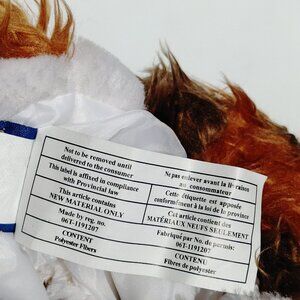 Not to be removed until
delivered to the consumer
This label is affixed in compliance
with Provincial law
This article contains
NEW MATERIAL ONLY
Made by reg. no.
06T-1191207
CONTENT
Polyester Fibers
Ne pas enlever avant la livraison
au consommateur
Cette étiquette est apposée
conformément à la loi de la province
Cet article contient des
MATÉRIAUX NEUFS SEULEMENT
Fabriqué par No. du permis:
06T-1191207
CONTENU
Fibres de polyester